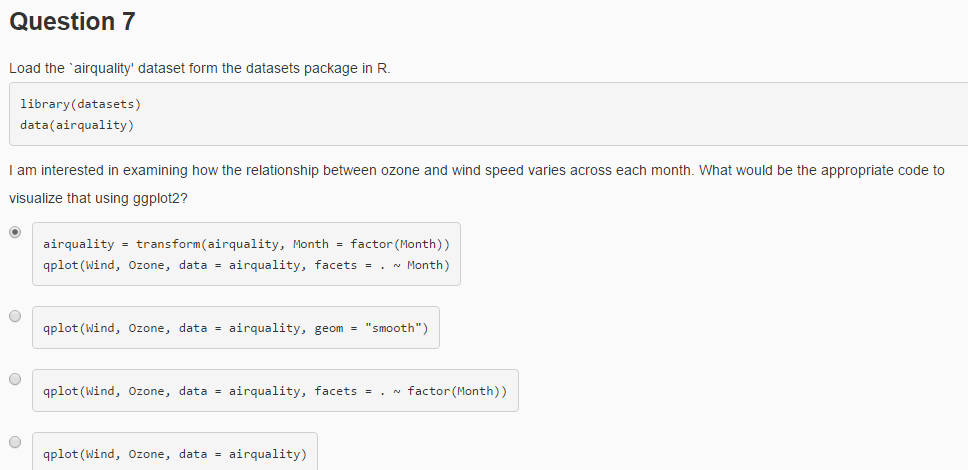 Question 7
Load the `airquality' dataset form the datasets package in R.
library(datasets)
data(airquality)
I am interested in examining how the relationship between ozone and wind speed varies across each month. What would be the appropriate code to
visualize that using ggplot2?
airquality = transform(airquality, Month = factor(Month))
qplot(Wind, Ozone, data = airquality, facets = . ~ Month)
qplot(Wind, Ozone, data = airquality, geom = "smooth")
qplot(Wind, Ozone, data = airquality, facets = . ~ factor(Month))
qplot(Wind, Ozone, data = airquality)